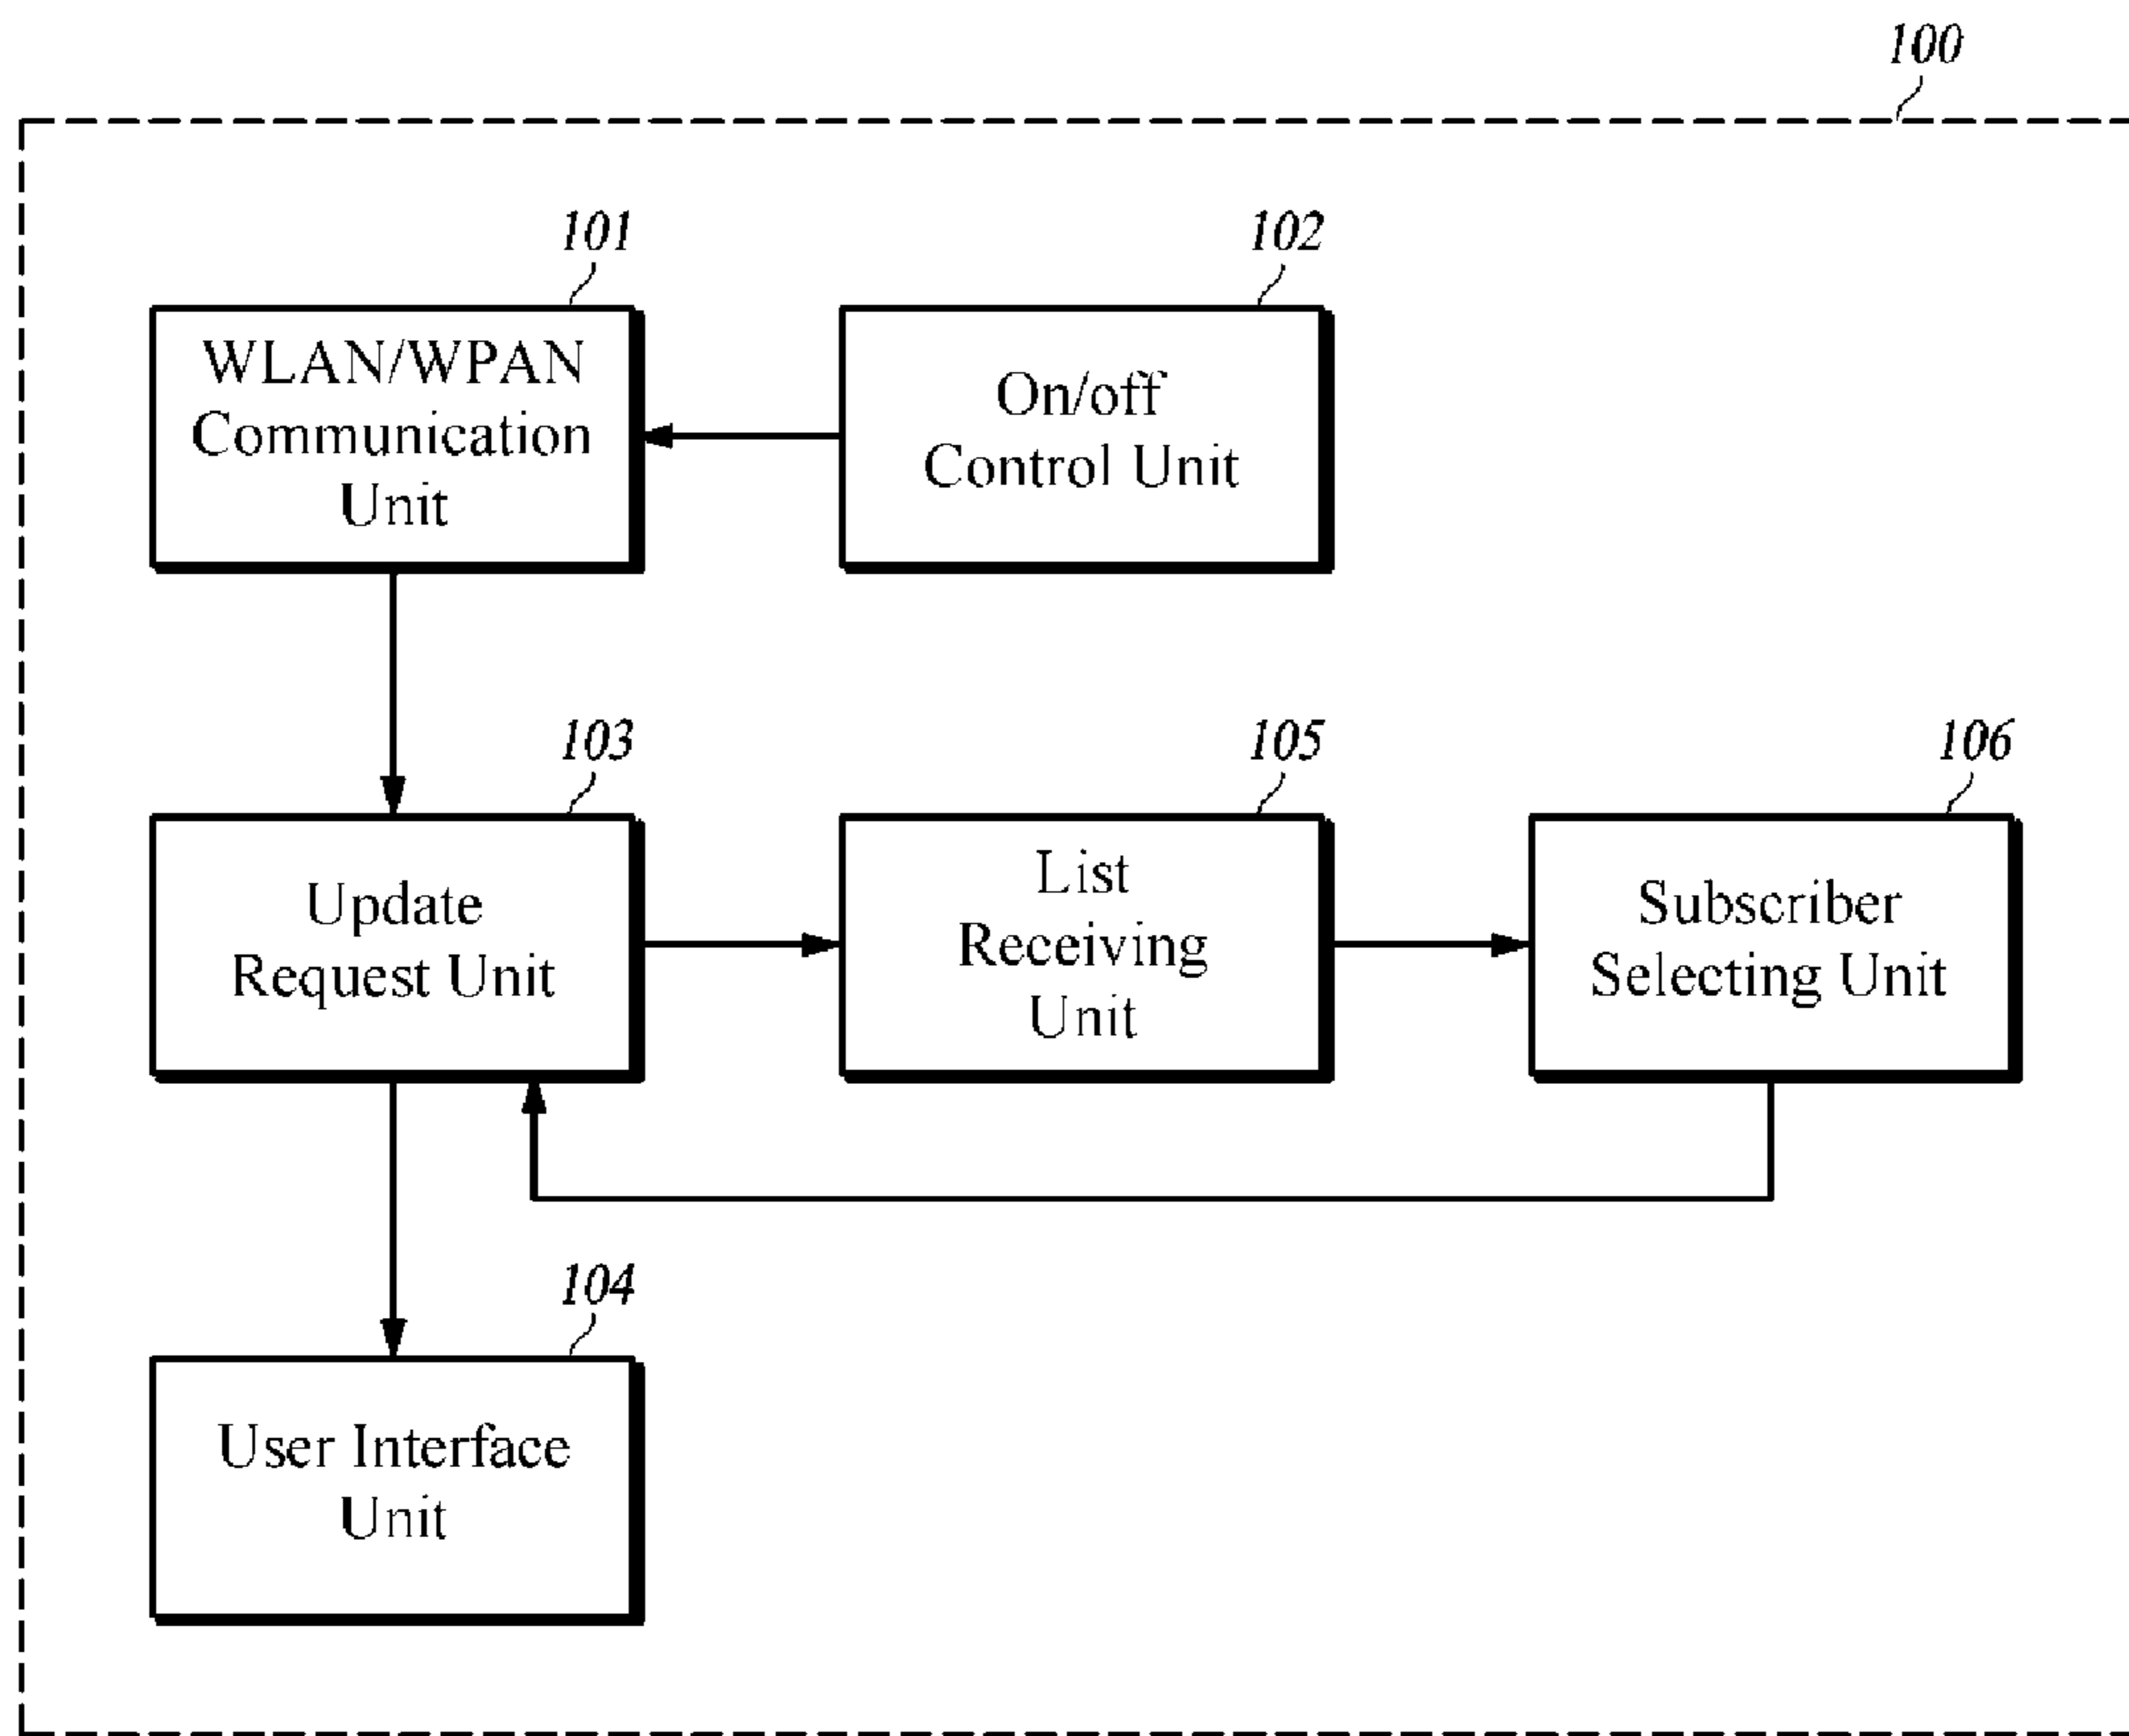 100
101
WLAN/WPAN
Communication
Unit
102
On/off
Control Unit
103
Update
Request Unit
105
List
Receiving
Unit
106
Subscriber
Selecting Unit
104
User Interface
Unit